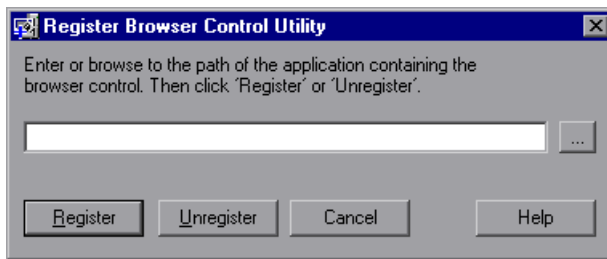 Register Browser Control Utility
Enter or browse to the path of the application containing the
browser control. Then click ´Register´ or ´Unregister´.
...
Register Unregister Cancel Help